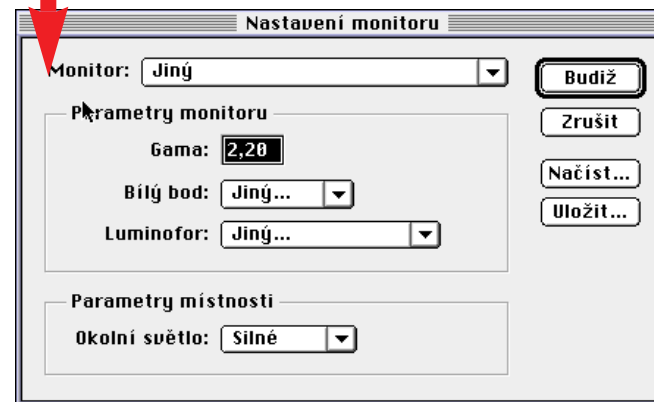 Nastavení monitoru
Monitor: Jiný
Budiž
Parametry monitoru
Zrušit
Gama: 2,20
Načíst...
Bílý bod: Jiný...
Uložit...
Luminofor: Jiný...
Parametry místnosti
Okolní světlo: Silné